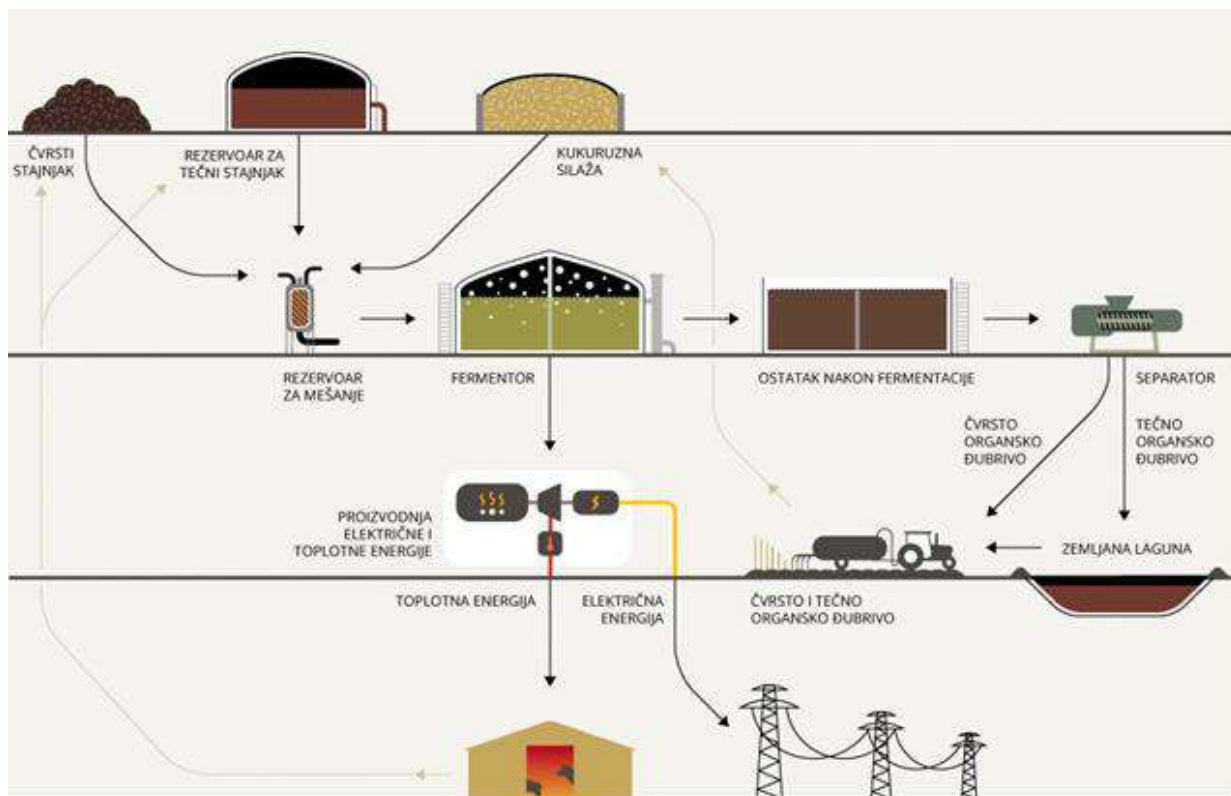 ČVRSTI
STAJNJAK
REZERVOAR ZA
TEČNI STAJNJAK
KUKURUZNA
SILAŽA
REZERVOAR
ZA MEŠANJE
FERMENTOR
OSTATAK NAKON FERMENTACIJE
SEPARATOR
ČVRSTO
ORGANSKO
ĐUBRIVO
TEČNO
ORGANSKO
ĐUBRIVO
PROIZVODNJA
ELEKTRIČNE I
TOPLOTNE ENERGIJE
ZEMLJANA LAGUNA
TOPLOTNA ENERGIJA
ELEKTRIČNA
ENERGIJA
ČVRSTO I TEČNO
ORGANSKO ĐUBRIVO